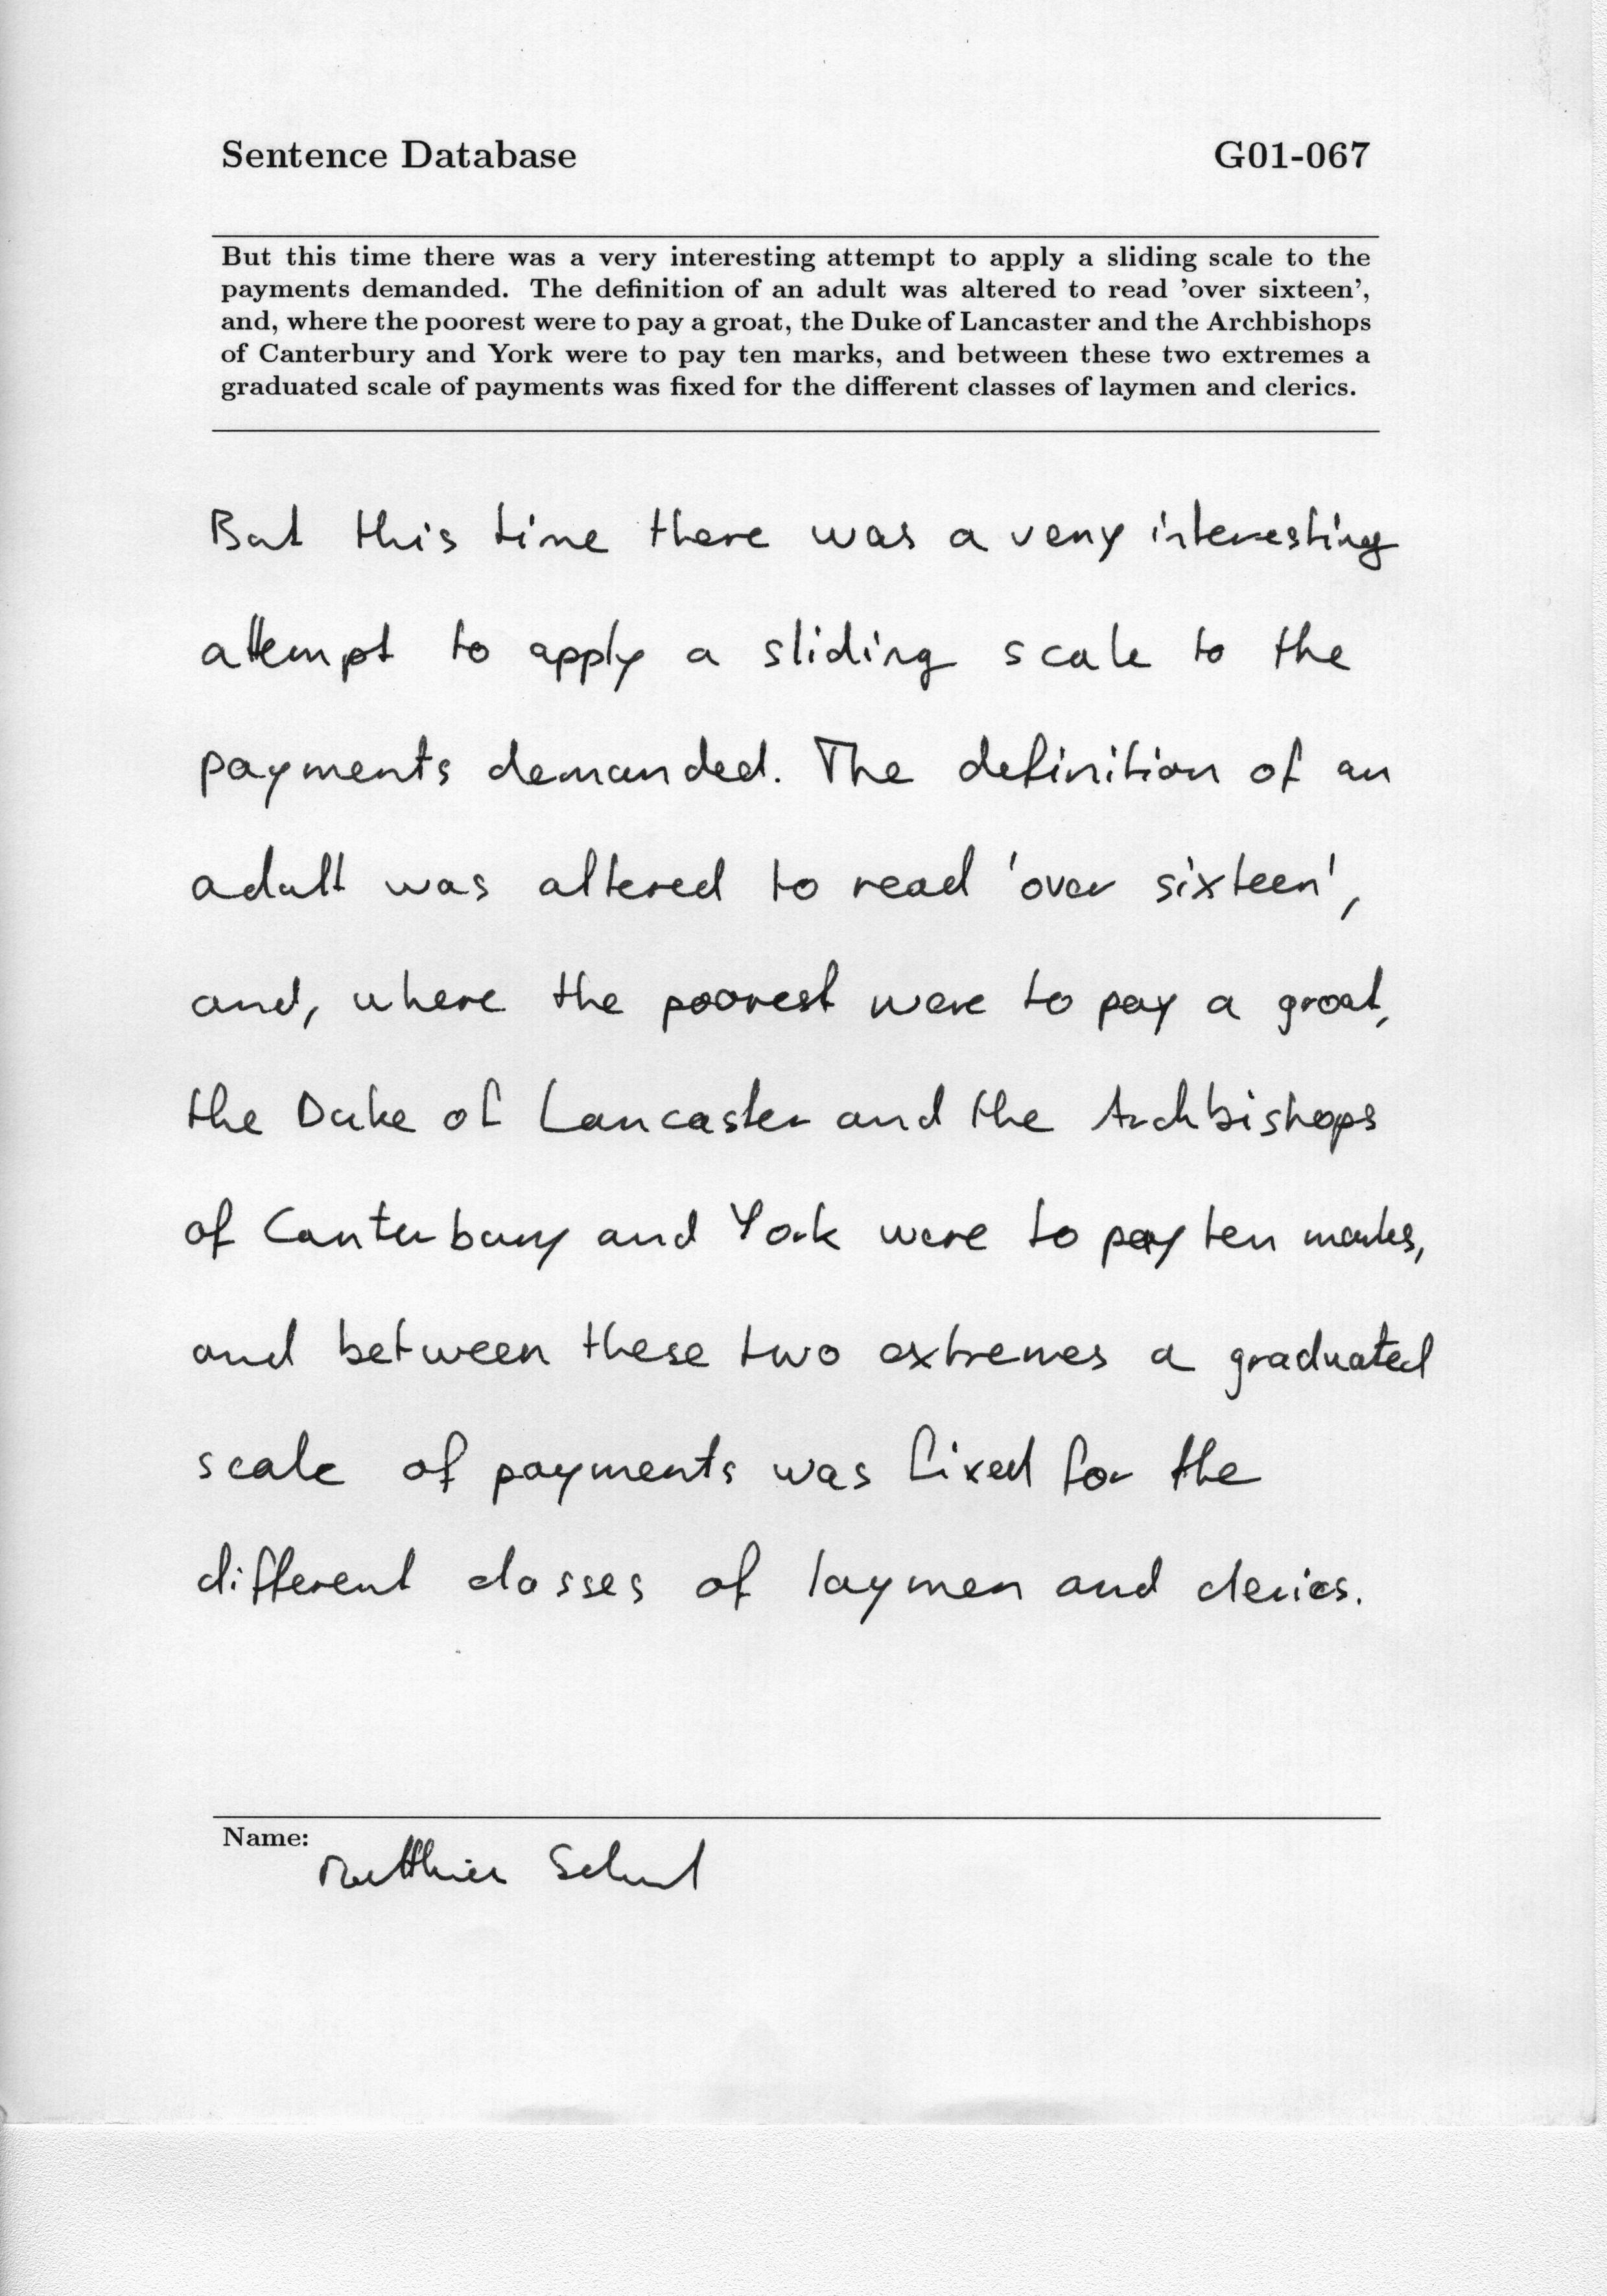 Sentence Database G01-067
But this time there was a very interesting attempt to apply a sliding scale to the
payments demanded. The definition of an adult was altered to read 'over sixteen',
and, where the poorest were to pay a groat, the Duke of Lancaster and the Archbishops
of Canterbury and York were to pay ten marks, and between these two extremes a
graduated scale of payments was fixed for the different classes of laymen and clerics.
But this time there was a very interesting
attempt to apply a sliding scale to the
payments demanded. The definition of an
adult was altered to read 'over sixteen',
and, where the poorest were to pay a groat,
the Duke of Lancaster and the Archbishops
of Canterbury and York were to pay ten marks,
and between these two extremes a graduated
scale of payments was fixed for the
different classes of laymen and clerics.
Name: